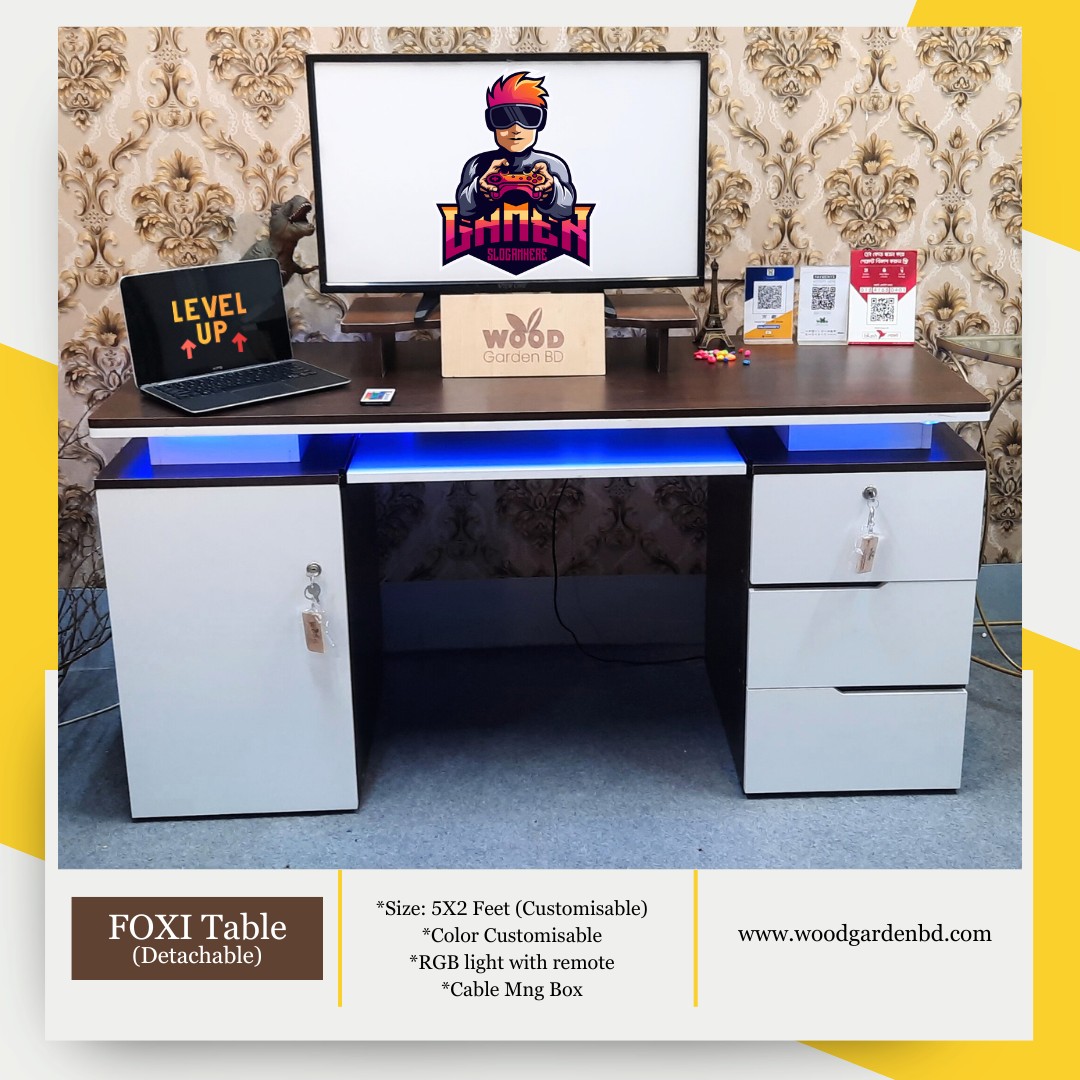 GAMER
SLOGANHERE
LEVEL
UP
WOOD
Garden BD
FOXI Table
(Detachable)
*Size: 5X2 Feet (Customisable)
*Color Customisable
*RGB light with remote
*Cable Mng Box
www.woodgardenbd.com